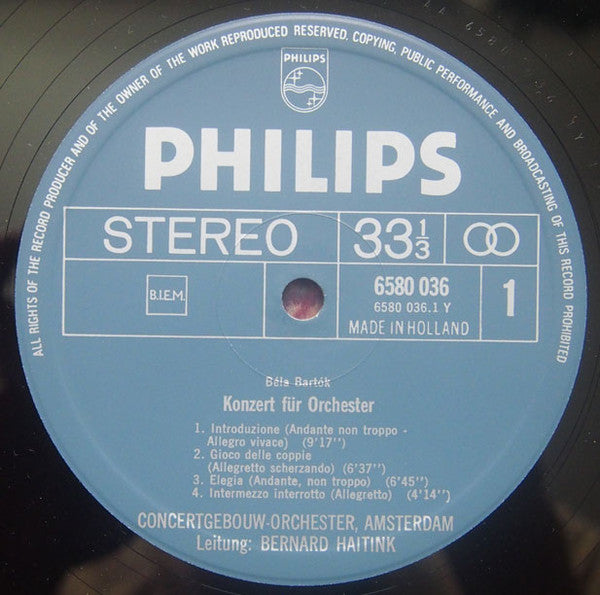 ALL RIGHTS OF THE RECORD PRODUCER AND OF THE OWNER OF THE WORK REPRODUCED RESERVED. COPYING, PUBLIC PERFORMANCE AND BROADCASTING OF THIS RECORD PROHIBITED
PHILIPS
PHILIPS
STEREO
33 1/3
B.I.E.M.
6580 036
6580 036.1 Y
MADE IN HOLLAND
1
Béla Bartók
Konzert für Orchester
1. Introduzione (Andante non troppo -
Allegro vivace) (9'17'')
2. Gioco delle coppie
(Allegretto scherzando) (6'37'')
3. Elegia (Andante, non troppo) (6'45'')
4. Intermezzo interrotto (Allegretto) (4'14'')
CONCERTGEBOUW-ORCHESTER, AMSTERDAM
Leitung: BERNARD HAITINK